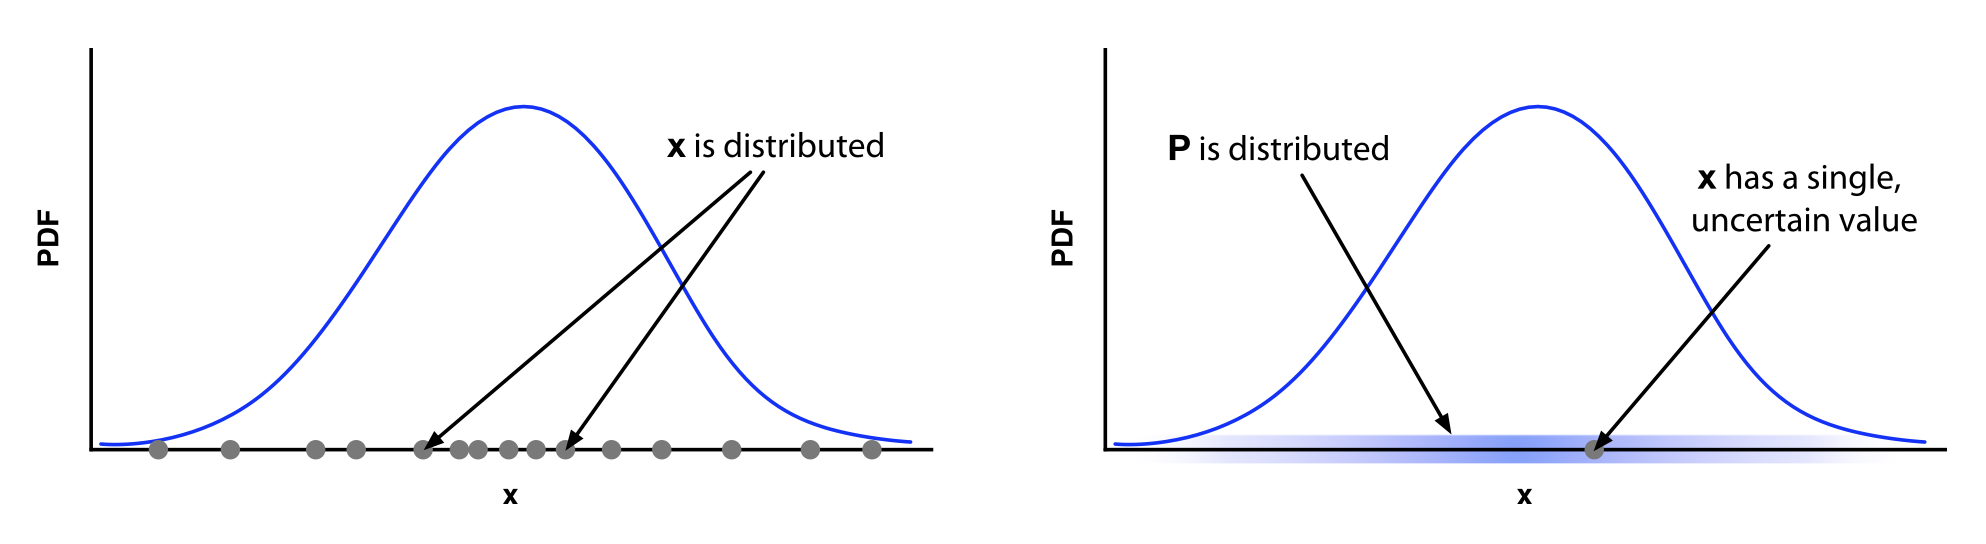 PDF
x is distributed
x
PDF
P is distributed
x has a single,
uncertain value
x